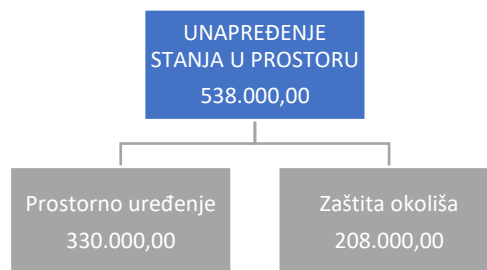 UNAPREĐENJE
STANJA U PROSTORU
538.000,00
Prostorno uređenje
330.000,00
Zaštita okoliša
208.000,00